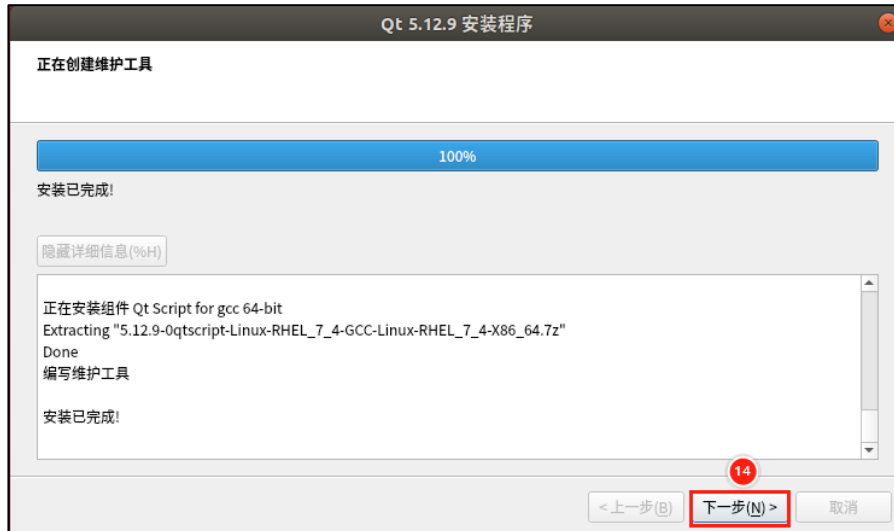 Qt 5.12.9 安装程序
正在创建维护工具
100%
安装已完成!
隐藏详细信息(%H)
正在安装组件 Qt Script for gcc 64-bit
Extracting "5.12.9-0qtscript-Linux-RHEL_7_4-GCC-Linux-RHEL_7_4-X86_64.7z"
Done
编写维护工具
安装已完成!
14
< 上一步(B)  下一步(N) >  取消